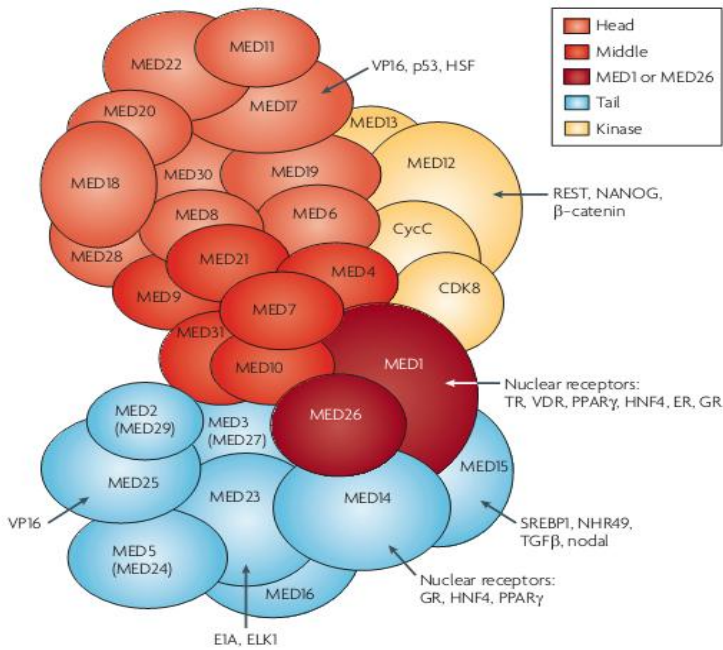 MED11
MED22
VP16, p53, HSF
MED17
MED20
MED13
MED12
MED18
MED30
MED19
REST, NANOG,
β–catenin
MED8
MED6
CycC
MED28
MED21
MED4
MED9
MED7
CDK8
MED31
MED10
MED1
Nuclear receptors:
TR, VDR, PPARγ, HNF4, ER, GR
MED2
(MED29)
MED3
(MED27)
MED26
MED15
MED25
MED23
MED14
VP16
SREBP1, NHR49,
TGFβ, nodal
MED5
(MED24)
MED16
Nuclear receptors:
GR, HNF4, PPARγ
E1A, ELK1
Head
Middle
MED1 or MED26
Tail
Kinase